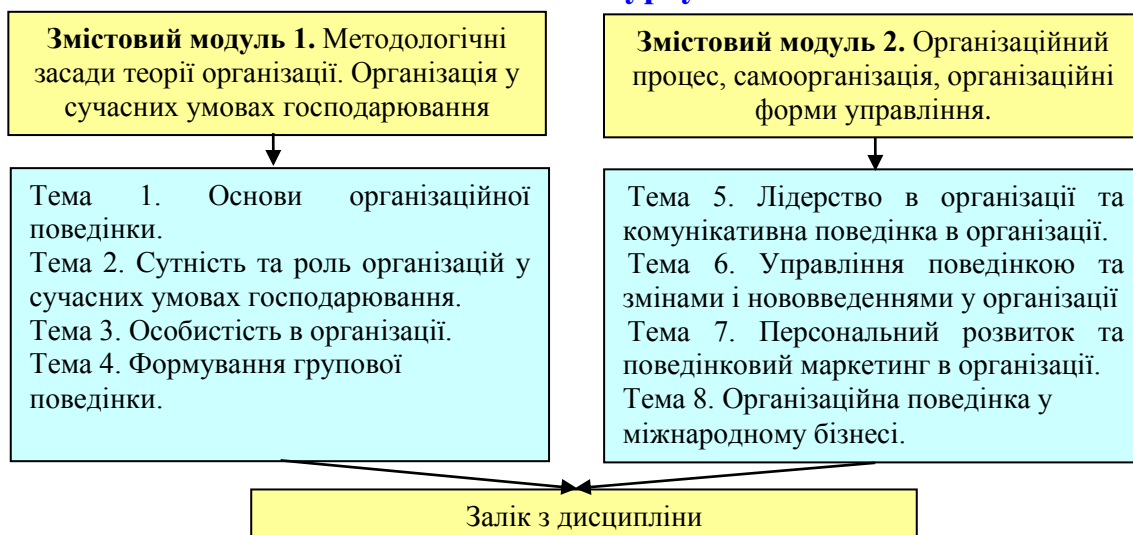 Змістовий модуль 1. Методологічні
засади теорії організації. Організація у
сучасних умовах господарювання
Тема 1. Основи організаційної
поведінки.
Тема 2. Сутність та роль організацій у
сучасних умовах господарювання.
Тема 3. Особистість в організації.
Тема 4. Формування групової
поведінки.
Змістовий модуль 2. Організаційний
процес, самоорганізація, організаційні
форми управління.
Тема 5. Лідерство в організації та
комунікативна поведінка в організації.
Тема 6. Управління поведінкою та
змінами і нововведеннями у організації
Тема 7. Персональний розвиток та
поведінковий маркетинг в організації.
Тема 8. Організаційна поведінка у
міжнародному бізнесі.
Залік з дисципліни